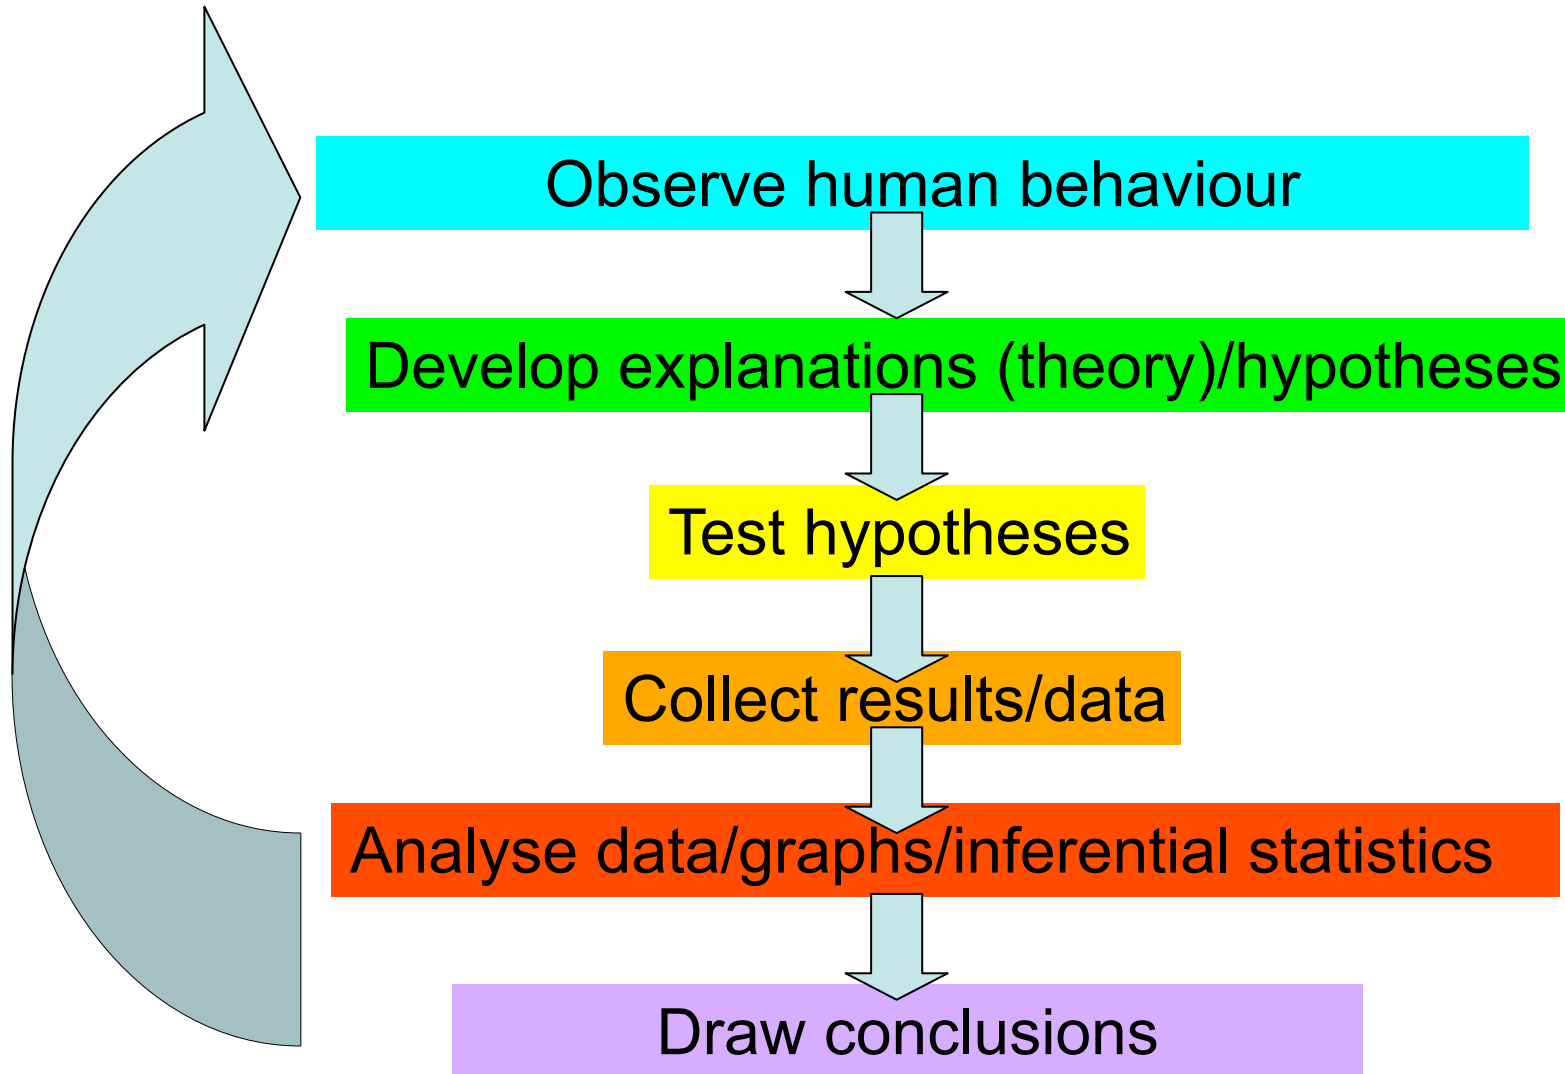 Observe human behaviour
Develop explanations (theory)/hypotheses
Test hypotheses
Collect results/data
Analyse data/graphs/inferential statistics
Draw conclusions